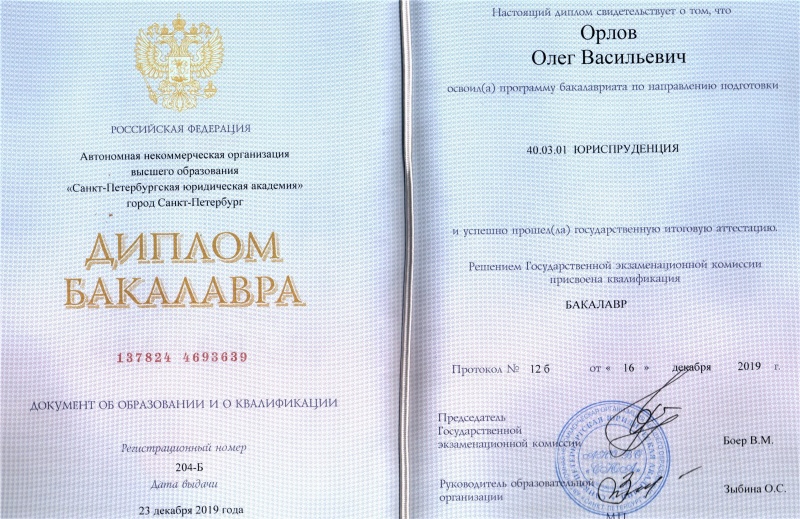 РОССИЙСКАЯ ФЕДЕРАЦИЯ
Автономная некоммерческая организация
высшего образования
«Санкт-Петербургская юридическая академия»
город Санкт-Петербург
ДИПЛОМ
БАКАЛАВРА
137824 4693639
ДОКУМЕНТ ОБ ОБРАЗОВАНИИ И О КВАЛИФИКАЦИИ
Регистрационный номер
204-Б
Дата выдачи
23 декабря 2019 года
Настоящий диплом свидетельствует о том, что
Орлов
Олег Васильевич
освоил(а) программу бакалавриата по направлению подготовки
40.03.01 ЮРИСПРУДЕНЦИЯ
и успешно прошел(ла) государственную итоговую аттестацию.
Решением Государственной экзаменационной комиссии
присвоена квалификация
БАКАЛАВР
Протокол № 12 б от « 16 » декабря 2019 г.
Председатель
Государственной
экзаменационной комиссии
Боер В.М.
Руководитель образовательной
организации
Зыбина О.С.
М.П.